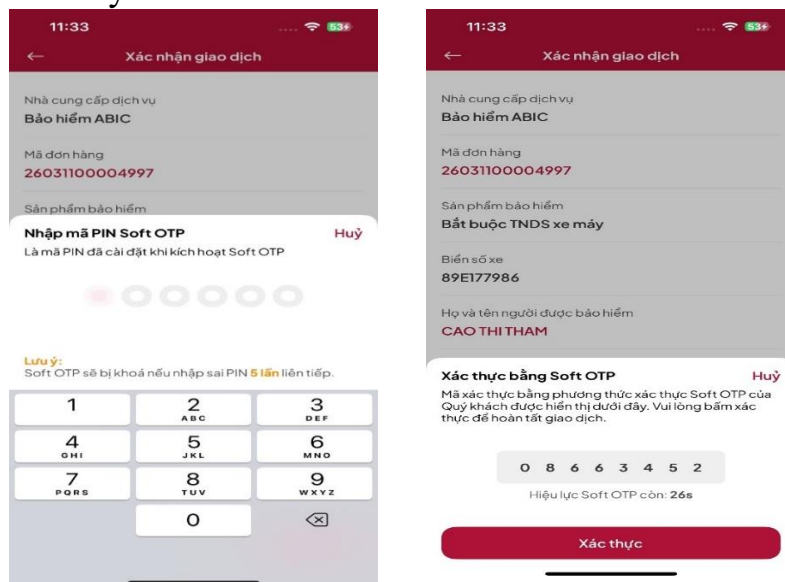 y
11:33
53
Xác nhận giao dịch
Nhà cung cấp dịch vụ
Bảo hiểm ABIC
Mã đơn hàng
26031100004997
Sản phẩm bảo hiểm
Nhập mã PIN Soft OTP
Huỷ
Là mã PIN đã cài đặt khi kích hoạt Soft OTP
Lưu ý:
Soft OTP sẽ bị khoá nếu nhập sai PIN 5 lần liên tiếp.
1
2
ABC
3
DEF
4
GHI
5
JKL
6
MNO
7
PQRS
8
TUV
9
WXYZ
0
11:33
53
Xác nhận giao dịch
Nhà cung cấp dịch vụ
Bảo hiểm ABIC
Mã đơn hàng
26031100004997
Sản phẩm bảo hiểm
Bắt buộc TNDS xe máy
Biển số xe
89E177986
Họ và tên người được bảo hiểm
CAO THI THAM
Xác thực bằng Soft OTP
Huỷ
Mã xác thực bằng phương thức xác thực Soft OTP của
Quý khách được hiển thị dưới đây. Vui lòng bấm xác
thực để hoàn tất giao dịch.
0 8 6 6 3 4 5 2
Hiệu lực Soft OTP còn: 26s
Xác thực